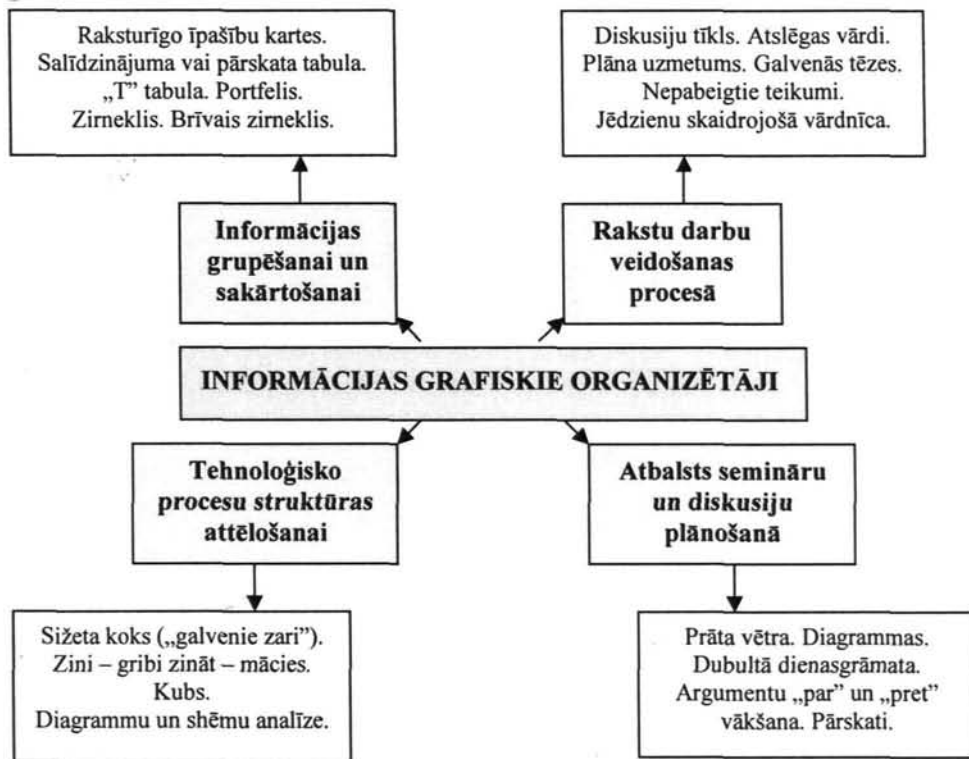 Raksturīgo īpašību kartes.
Salīdzinājuma vai pārskata tabula.
„T” tabula. Portfelis.
Zirneklis. Brīvais zirneklis.
Diskusiju tīkls. Atslēgas vārdi.
Plāna uzmetums. Galvenās tēzes.
Nepabeigtie teikumi.
Jēdzienu skaidrojošā vārdnīca.
Informācijas
grupēšanai un
sakārtošanai
Rakstu darbu
veidošanas
procesā
INFORMĀCIJAS GRAFISKIE ORGANIZĒTĀJI
Tehnoloģisko
procesu struktūras
attēlošanai
Atbalsts semināru
un diskusiju
plānošanā
Sižeta koks („galvenie zari”).
Zini – gribi zināt – mācies.
Kubs.
Diagrammu un shēmu analīze.
Prāta vētra. Diagrammas.
Dubultā dienasgrāmata.
Argumentu „par” un „pret”
vākšana. Pārskati.